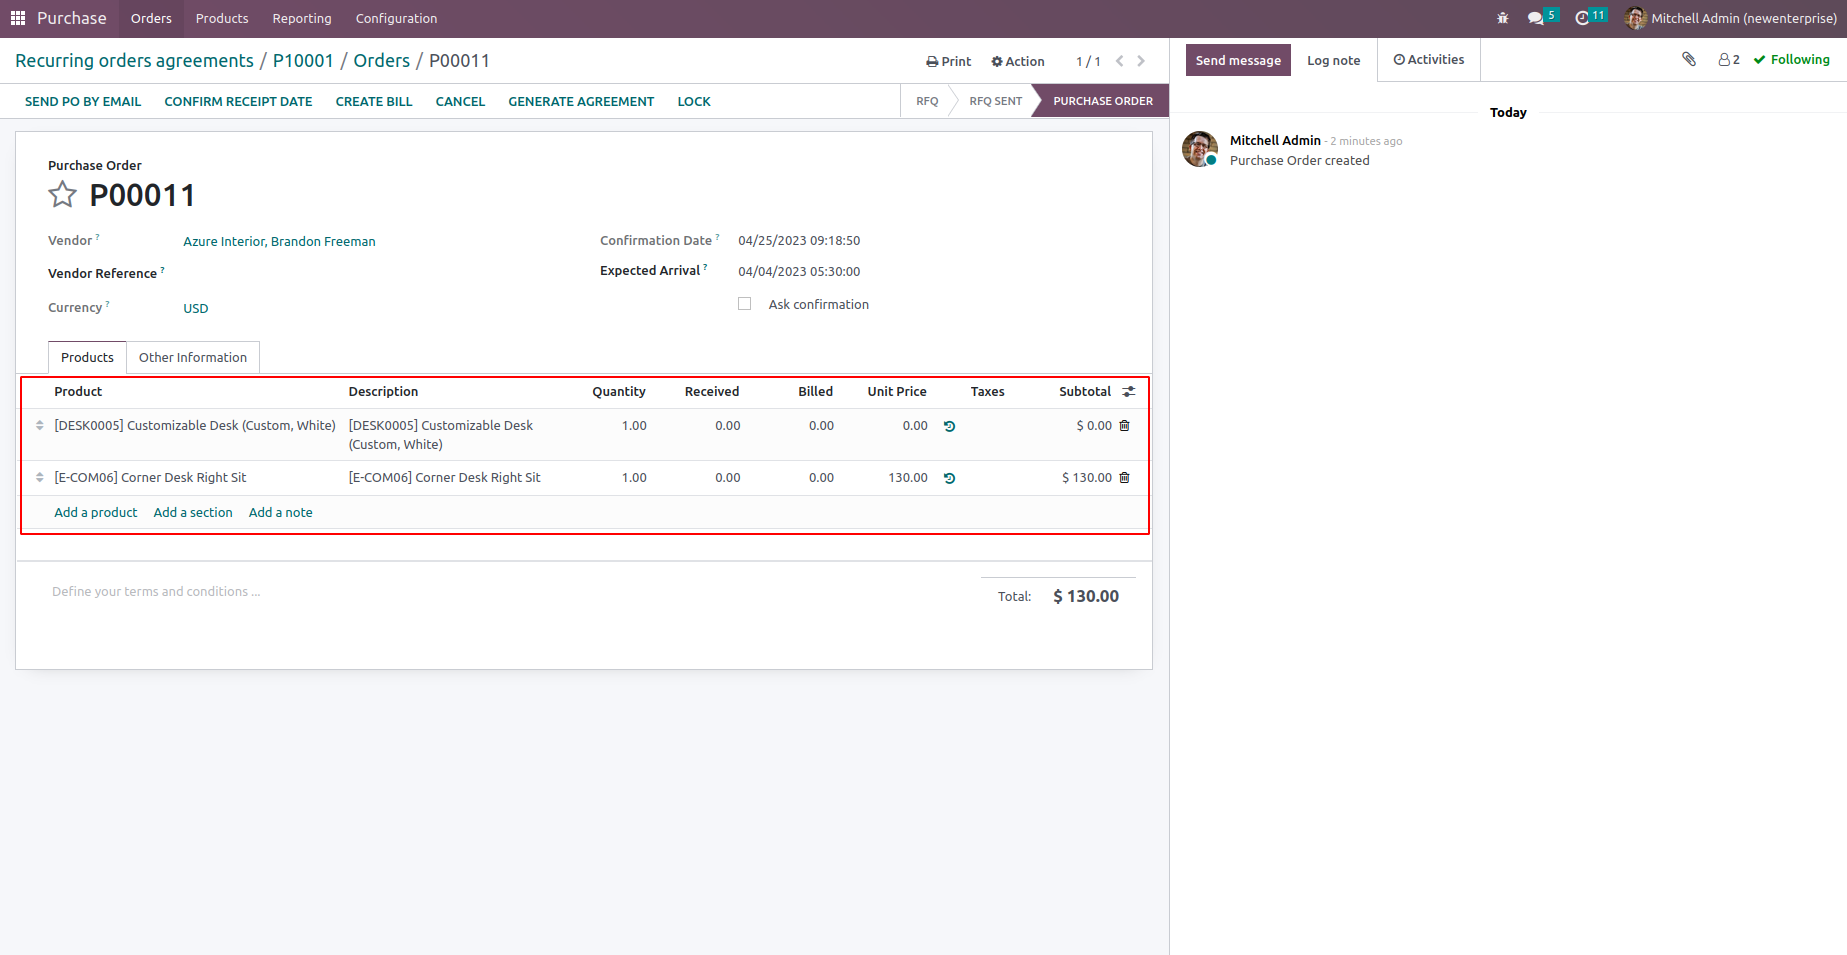 Purchase Orders Products Reporting Configuration 5 11 Mitchell Admin (newenterprise)
Recurring orders agreements / P10001 / Orders / P00011 Print Action 1 / 1
Send message Log note Activities 2 Following
SEND PO BY EMAIL CONFIRM RECEIPT DATE CREATE BILL CANCEL GENERATE AGREEMENT LOCK RFQ RFQ SENT PURCHASE ORDER
Today
Mitchell Admin - 2 minutes ago
Purchase Order created
Purchase Order
P00011
Vendor ? Azure Interior, Brandon Freeman
Vendor Reference ?
Currency ? USD
Confirmation Date ? 04/25/2023 09:18:50
Expected Arrival ? 04/04/2023 05:30:00
Ask confirmation
Products Other Information
Product Description Quantity Received Billed Unit Price Taxes Subtotal
[DESK0005] Customizable Desk (Custom, White) [DESK0005] Customizable Desk 1.00 0.00 0.00 0.00 $ 0.00
(Custom, White)
[E-COM06] Corner Desk Right Sit [E-COM06] Corner Desk Right Sit 1.00 0.00 0.00 130.00 $ 130.00
Add a product Add a section Add a note
Define your terms and conditions ...
Total: $ 130.00